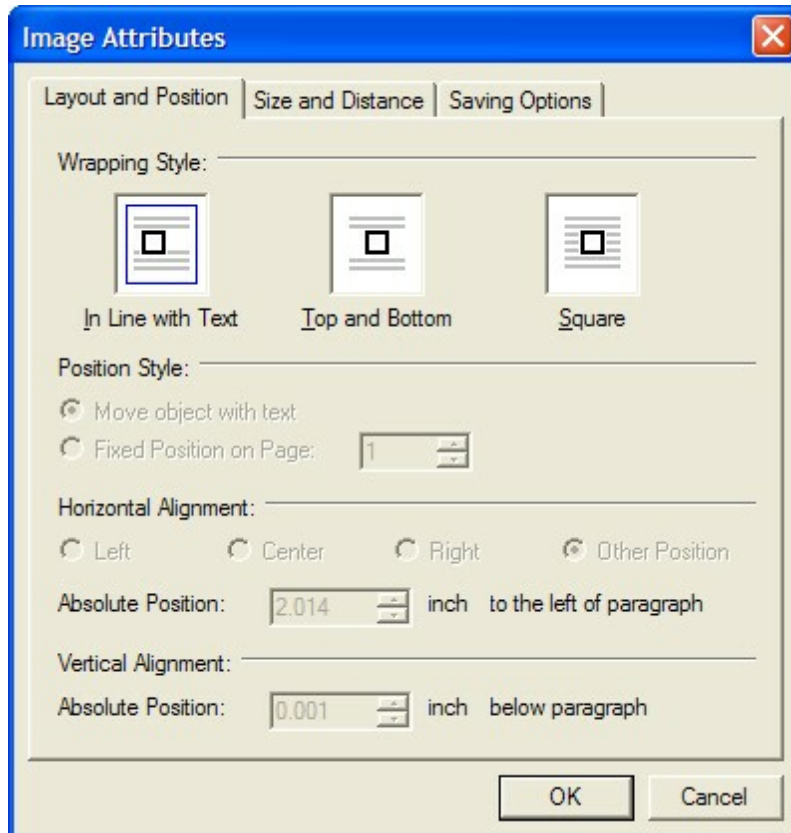 Image Attributes
Layout and Position Size and Distance Saving Options
Wrapping Style:
In Line with Text Top and Bottom Square
Position Style:
Move object with text
Fixed Position on Page: 1
Horizontal Alignment:
Left Center Right Other Position
Absolute Position: 2.014 inch to the left of paragraph
Vertical Alignment:
Absolute Position: 0.001 inch below paragraph
OK Cancel